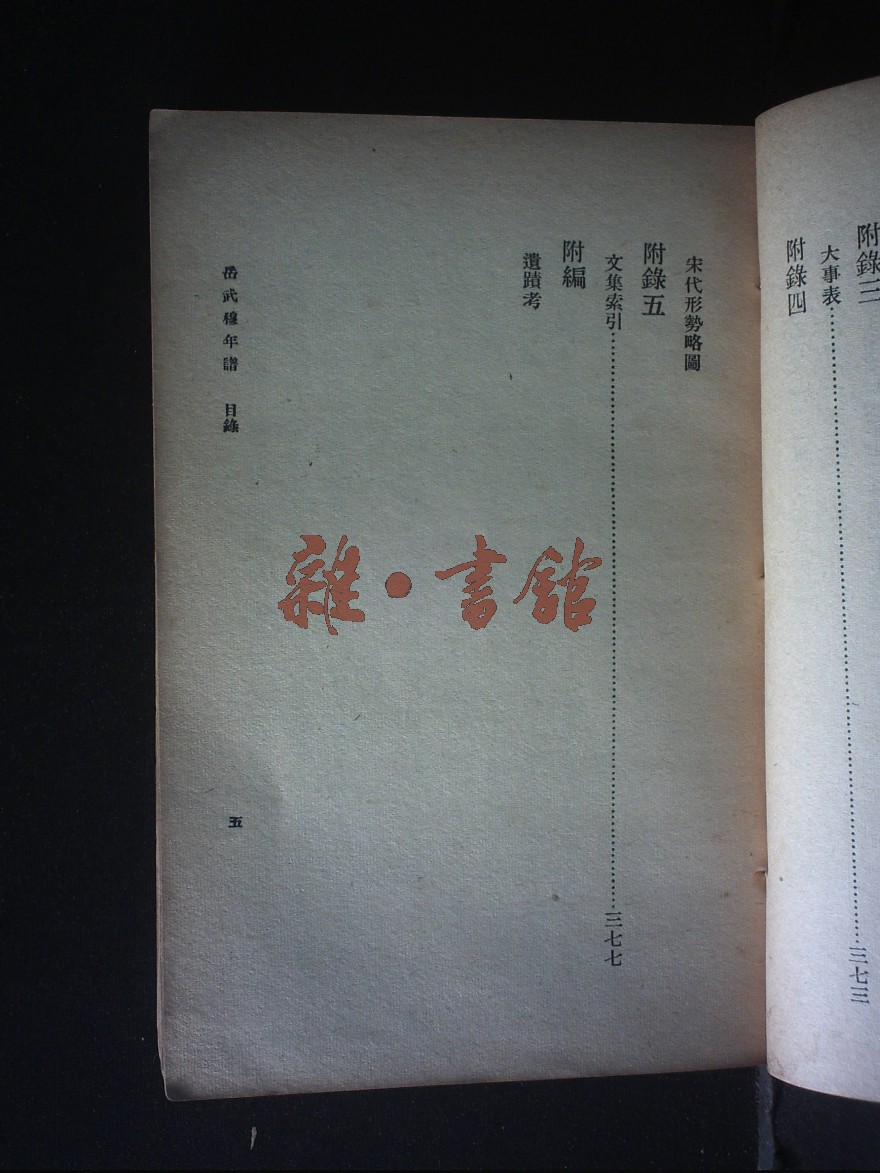 附錄三
大事表……………………三七三
附錄四
宋代形勢略圖
附錄五
文集索引……………………三七七
附編
遺蹟考
岳武穆年譜　目錄
五
雜·書館